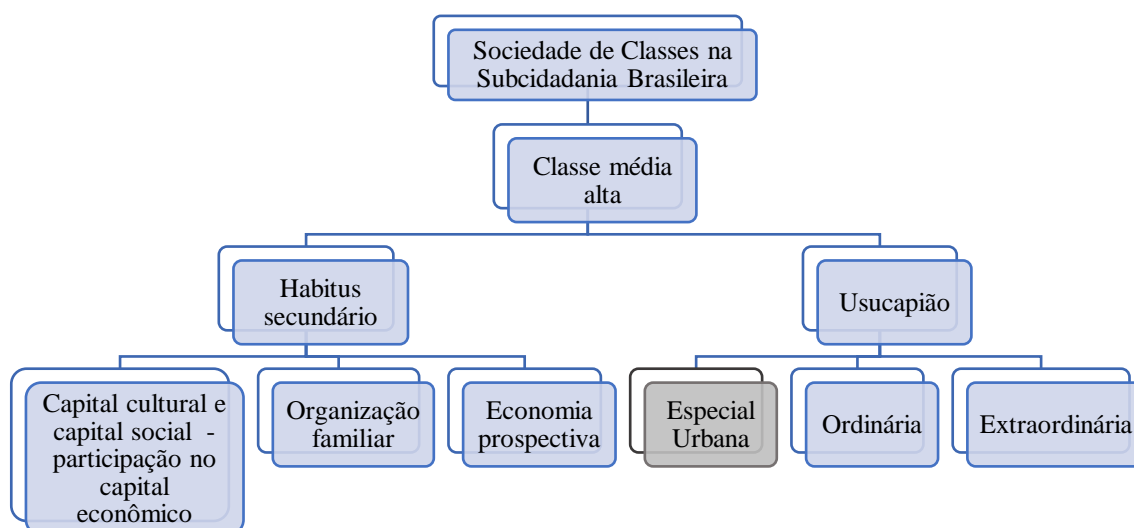 Sociedade de Classes na
Subcidadania Brasileira
Classe média
alta
Habitus
secundário
Usucapião
Capital cultural e
capital social -
participação no
capital
econômico
Organização
familiar
Economia
prospectiva
Especial
Urbana
Ordinária
Extraordinária